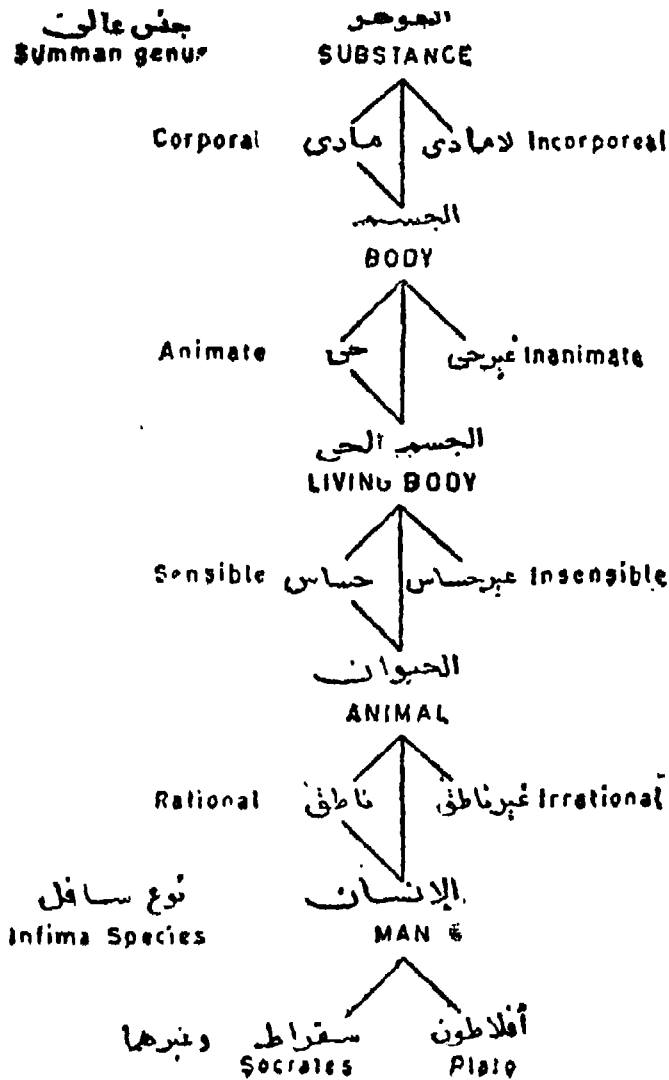 جنس عالى الجوهر
Summan genus SUBSTANCE
Corporal مادى لامادى Incorporeal
الجسم
BODY
Animate حى غيرحى Inanimate
الجسم الحى
LIVING BODY
Sensible حساس غيرحساس Insensible
الحيوان
ANIMAL
Rational ناطق غيرناطق Irrational
نوع سافل الإنسان
Infima Species MAN
أفلاطون سقراط وغيرهما
Socrates Plato